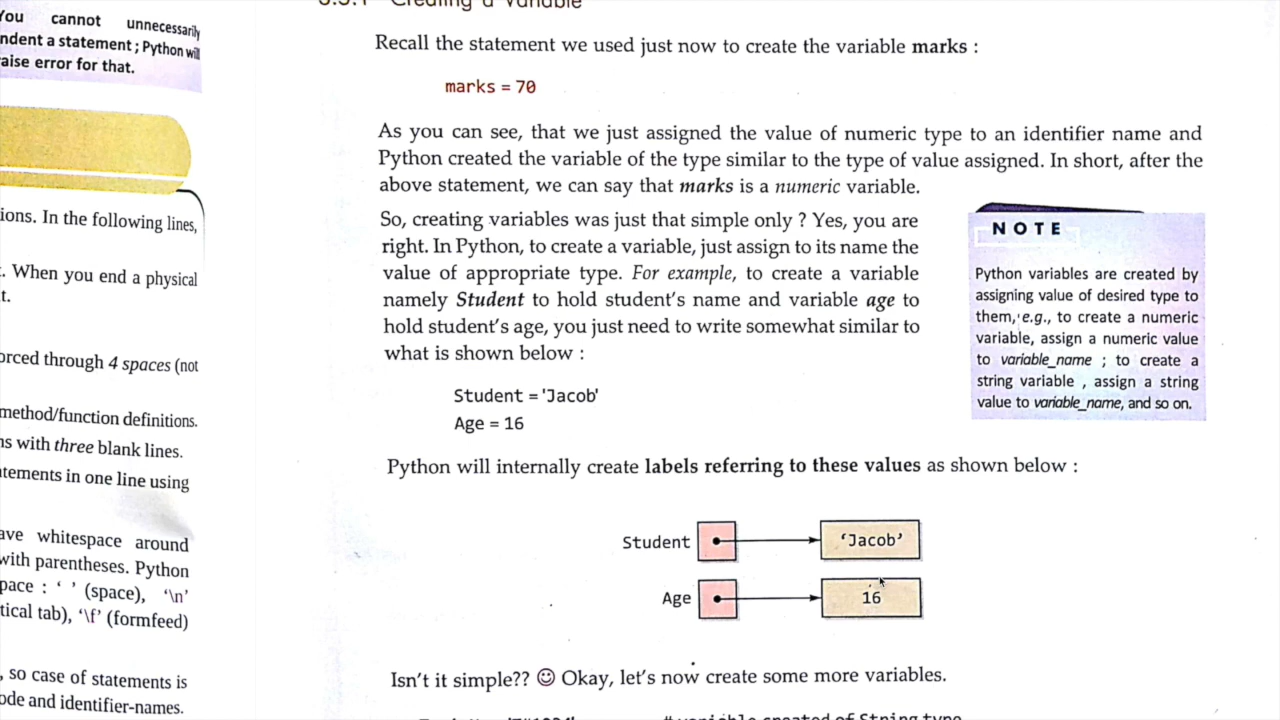 You cannot unnecessarily
indent a statement ; Python will
raise error for that.
ions. In the following lines,
. When you end a physical
t.
orced through 4 spaces (not
method/function definitions.
ns with three blank lines.
atements in one line using
ave whitespace around
with parentheses. Python
pace : ‘ ’ (space), ‘\n’
tical tab), ‘\f’ (formfeed)
, so case of statements is
ode and identifier-names.
Creating a Variable
Recall the statement we used just now to create the variable marks :
marks = 70
As you can see, that we just assigned the value of numeric type to an identifier name and
Python created the variable of the type similar to the type of value assigned. In short, after the
above statement, we can say that marks is a numeric variable.
So, creating variables was just that simple only ? Yes, you are
right. In Python, to create a variable, just assign to its name the
value of appropriate type. For example, to create a variable
namely Student to hold student’s name and variable age to
hold student’s age, you just need to write somewhat similar to
what is shown below :
Student = 'Jacob'
Age = 16
NOTE
Python variables are created by
assigning value of desired type to
them, e.g., to create a numeric
variable, assign a numeric value
to variable_name ; to create a
string variable , assign a string
value to variable_name, and so on.
Python will internally create labels referring to these values as shown below :
Student ‘Jacob’
Age 16
Isn’t it simple?? ☺ Okay, let’s now create some more variables.
# variable created of String type